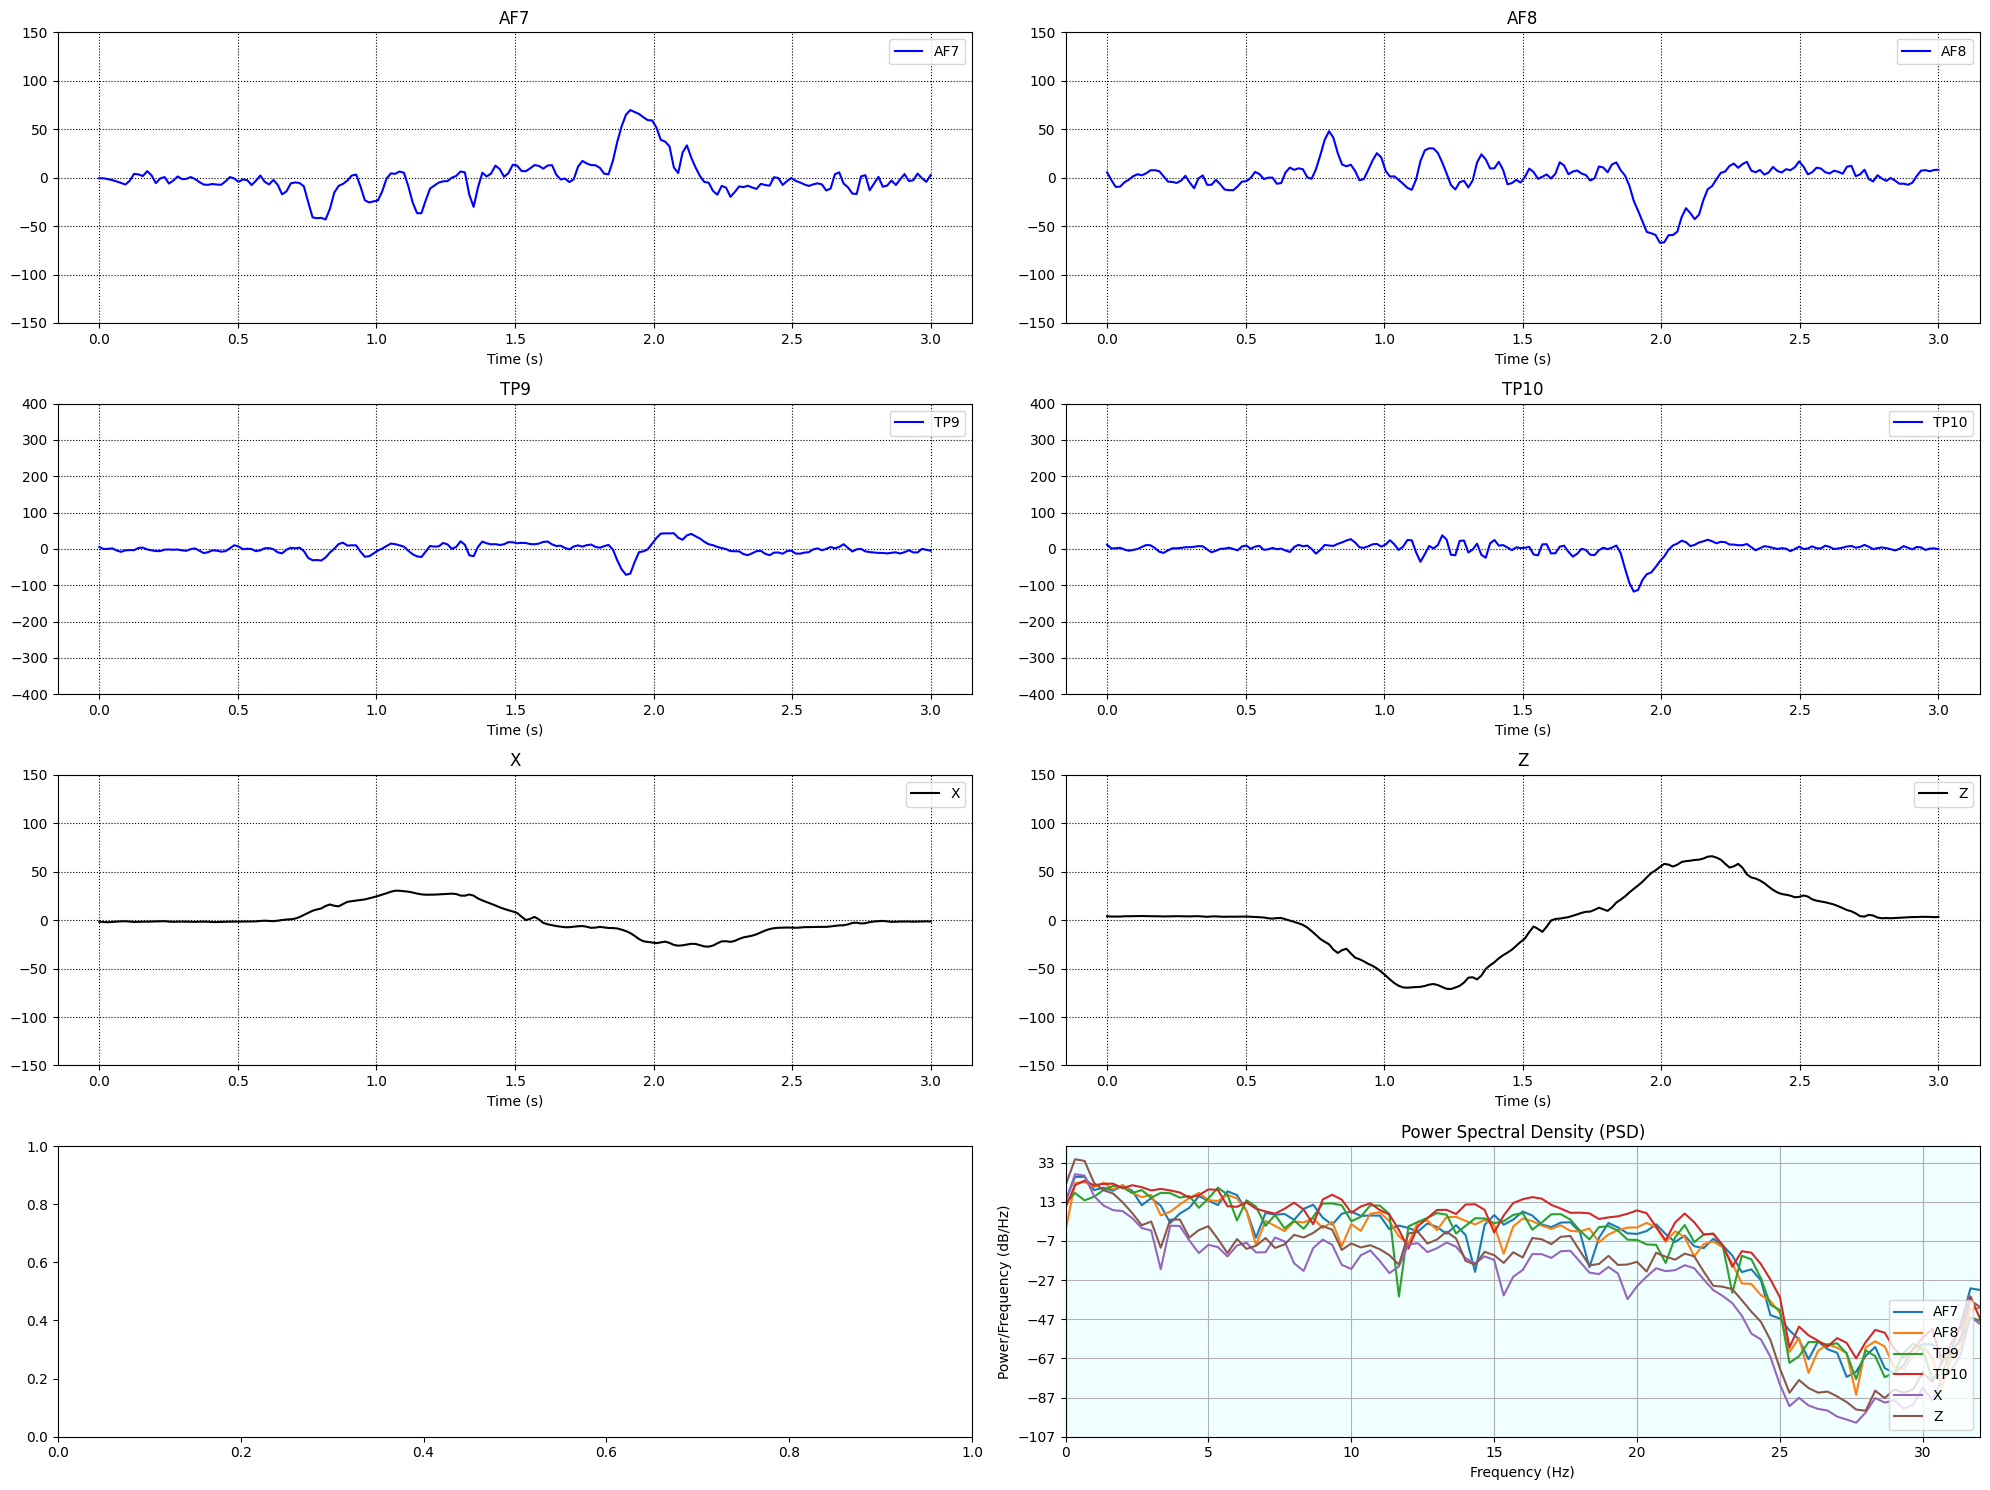 AF7
150
100
50
0
−50
−100
−150
0.0 0.5 1.0 1.5 2.0 2.5 3.0
Time (s)
AF7
AF8
150
100
50
0
−50
−100
−150
0.0 0.5 1.0 1.5 2.0 2.5 3.0
Time (s)
AF8
TP9
400
300
200
100
0
−100
−200
−300
−400
0.0 0.5 1.0 1.5 2.0 2.5 3.0
Time (s)
TP9
TP10
400
300
200
100
0
−100
−200
−300
−400
0.0 0.5 1.0 1.5 2.0 2.5 3.0
Time (s)
TP10
X
150
100
50
0
−50
−100
−150
0.0 0.5 1.0 1.5 2.0 2.5 3.0
Time (s)
X
Z
150
100
50
0
−50
−100
−150
0.0 0.5 1.0 1.5 2.0 2.5 3.0
Time (s)
Z
1.0
0.8
0.6
0.4
0.2
0.0
0.0 0.2 0.4 0.6 0.8 1.0
Power Spectral Density (PSD)
Power/Frequency (dB/Hz)
33
13
−7
−27
−47
−67
−87
−107
0 5 10 15 20 25 30
Frequency (Hz)
AF7
AF8
TP9
TP10
X
Z